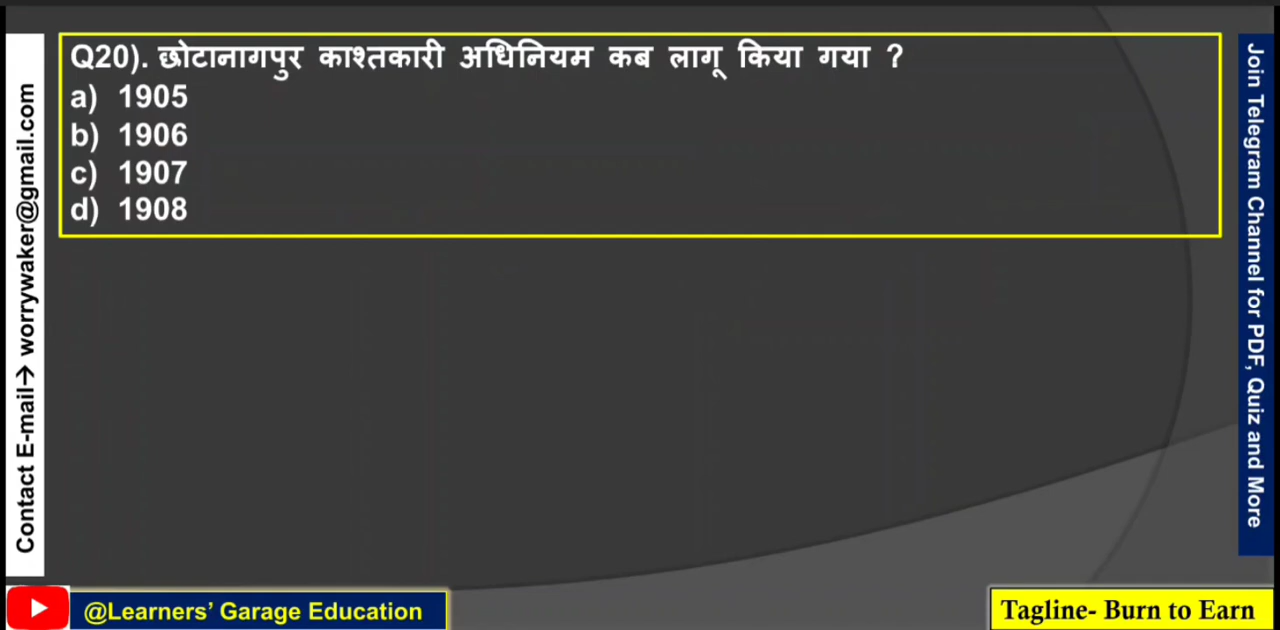 Q20). छोटानागपुर काश्तकारी अधिनियम कब लागू किया गया ?
a) 1905
b) 1906
c) 1907
d) 1908
Contact E-mail→ worrywaker@gmail.com
Join Telegram Channel for PDF, Quiz and More
@Learners’ Garage Education
Tagline- Burn to Earn